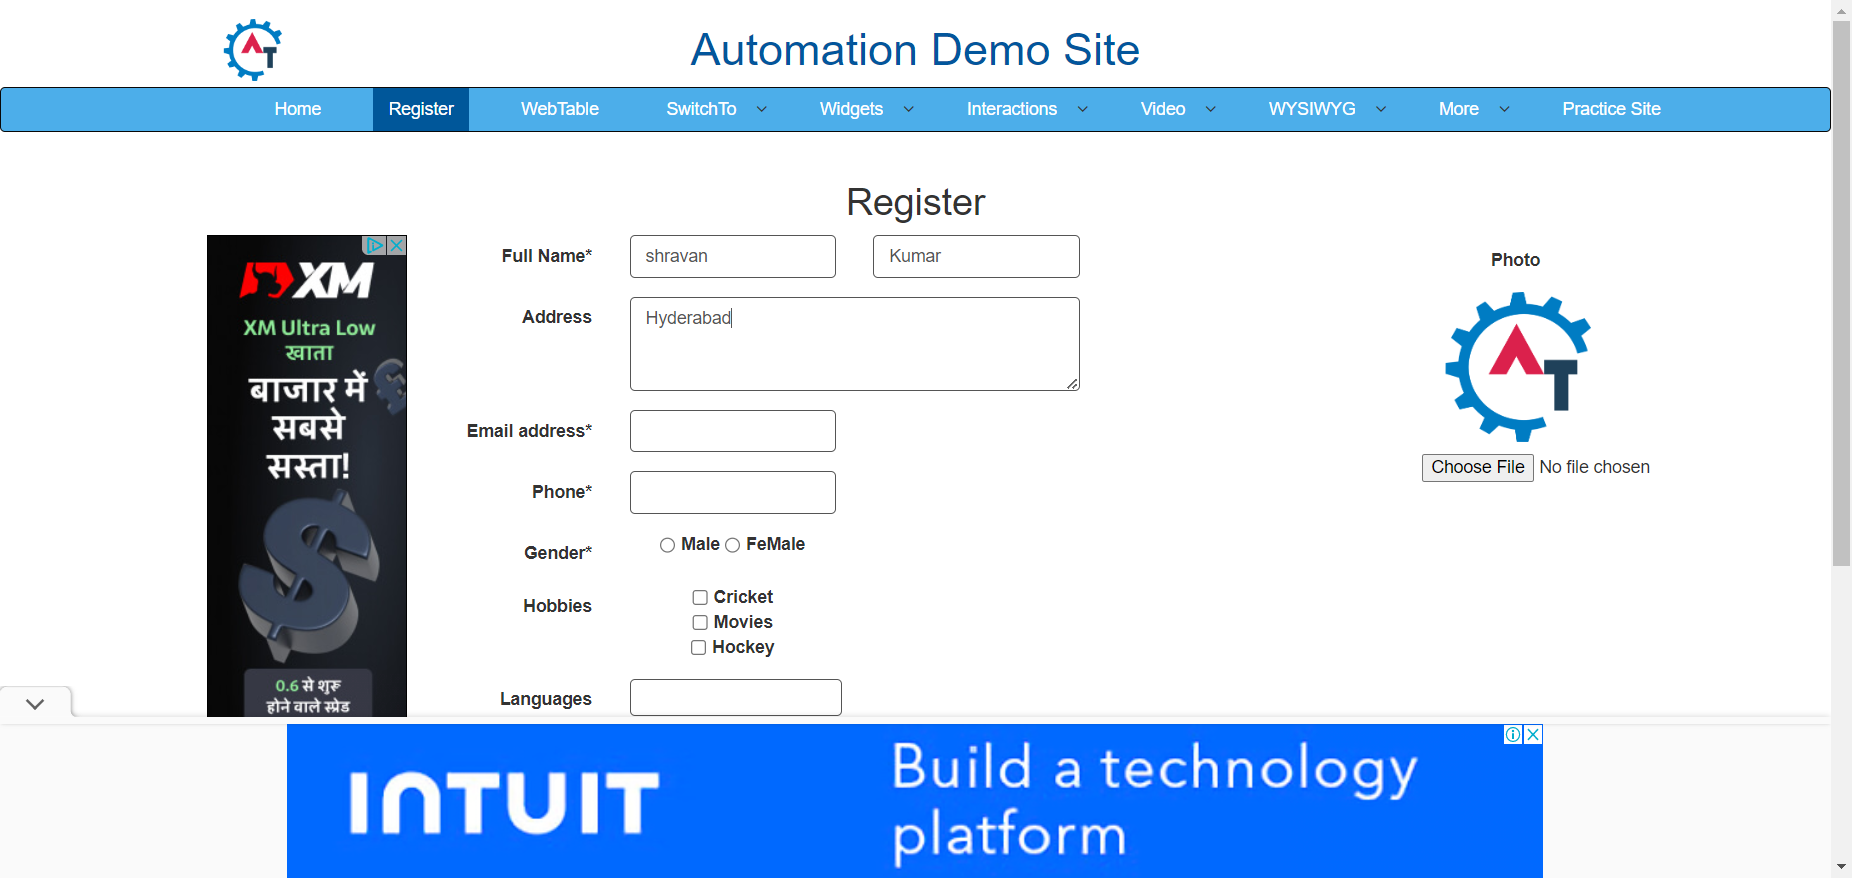 AT
Automation Demo Site
Home Register WebTable SwitchTo Widgets Interactions Video WYSIWYG More Practice Site
Register
XM
XM Ultra Low
खाता
बाजार में
सबसे
सस्ता!
0.6 से शुरू
होने वाले स्प्रेड
Full Name* shravan Kumar
Address Hyderabad
Email address*
Phone*
Gender* Male FeMale
Hobbies Cricket
Movies
Hockey
Languages
Photo
AT
Choose File No file chosen
INTUIT
Build a technology
platform